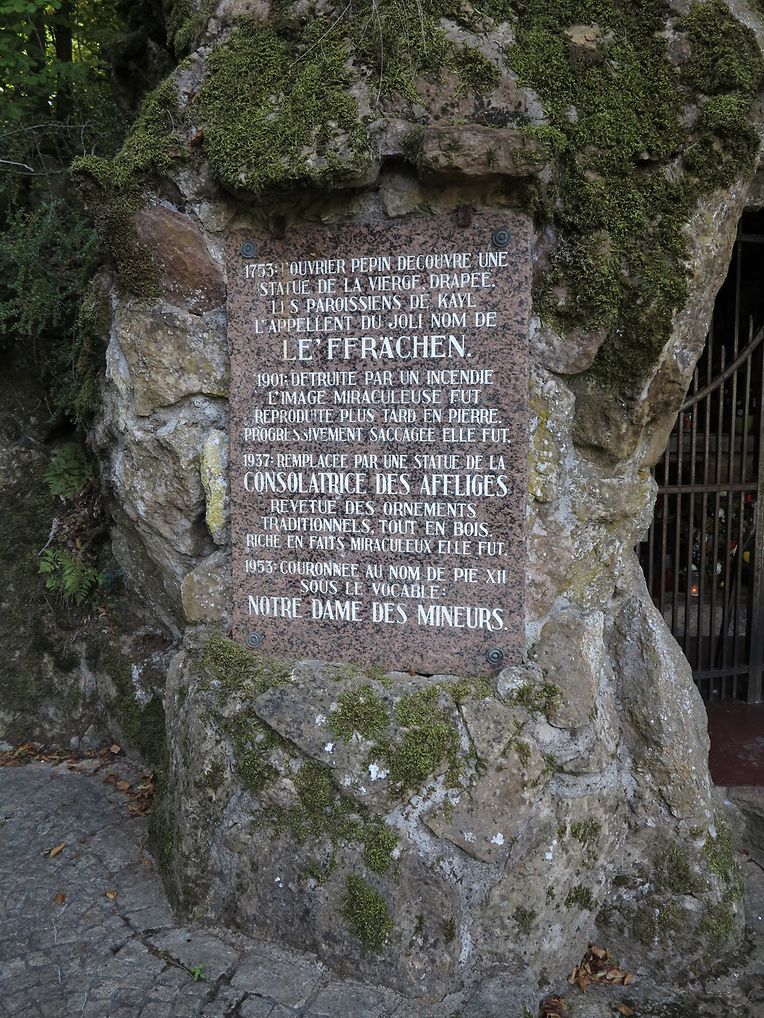 1753: L'OUVRIER PEPIN DECOUVRE UNE
STATUE DE LA VIERGE, DRAPEE.
LES PAROISSIENS DE KAYL
L'APPELLENT DU JOLI NOM DE
LE'FFRÄCHEN.
1901: DETRUITE PAR UN INCENDIE
L'IMAGE MIRACULEUSE FUT
REPRODUITE PLUS TARD EN PIERRE.
PROGRESSIVEMENT SACCAGEE ELLE FUT.
1937: REMPLACEE PAR UNE STATUE DE LA
CONSOLATRICE DES AFFLIGES
REVETUE DES ORNEMENTS
TRADITIONNELS, TOUT EN BOIS.
RICHE EN FAITS MIRACULEUX ELLE FUT.
1953: COURONNEE AU NOM DE PIE XII
SOUS LE VOCABLE:
NOTRE DAME DES MINEURS.